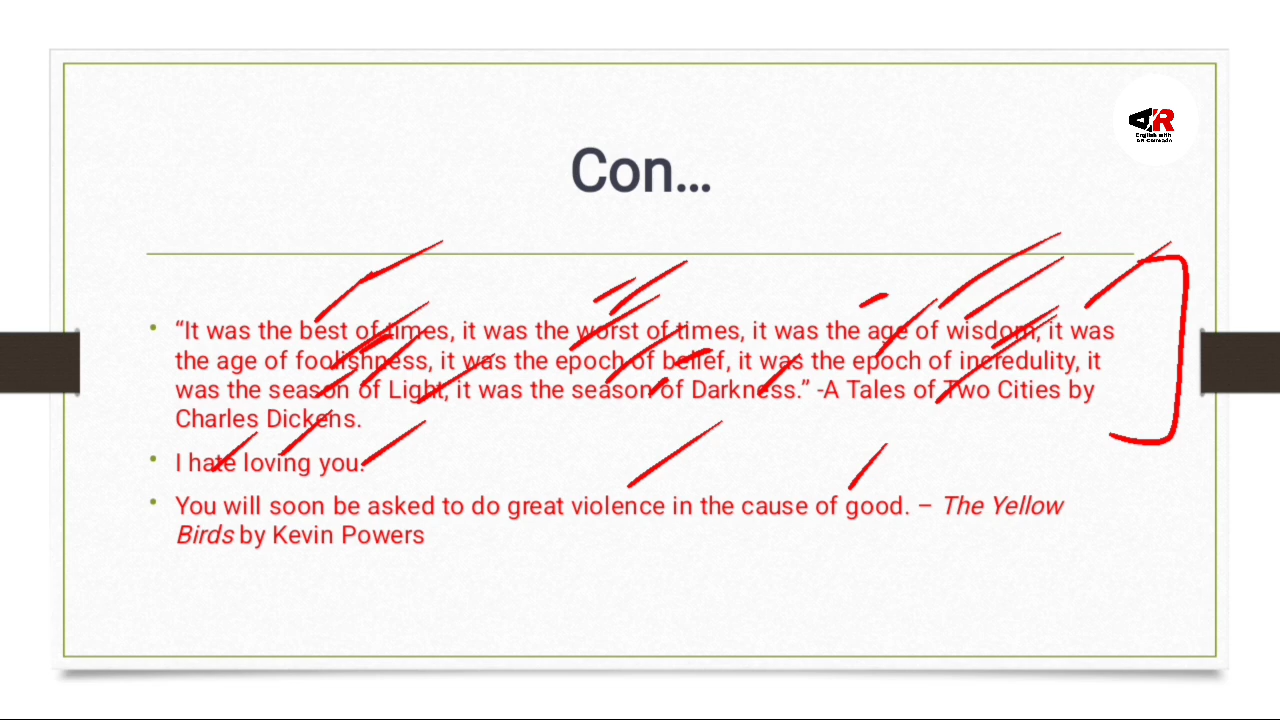 AR
English with
Con...
“It was the best of times, it was the worst of times, it was the age of wisdom, it was
the age of foolishness, it was the epoch of belief, it was the epoch of incredulity, it
was the season of Light, it was the season of Darkness.” -A Tales of Two Cities by
Charles Dickens.
I hate loving you.
You will soon be asked to do great violence in the cause of good. – The Yellow
Birds by Kevin Powers